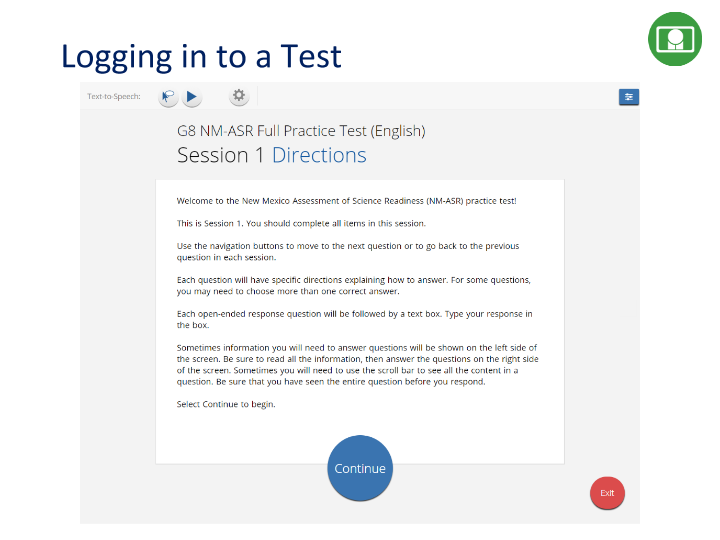 Logging in to a Test
Text-to-Speech:
G8 NM-ASR Full Practice Test (English)
Session 1 Directions
Welcome to the New Mexico Assessment of Science Readiness (NM-ASR) practice test!
This is Session 1. You should complete all items in this session.
Use the navigation buttons to move to the next question or to go back to the previous
question in each session.
Each question will have specific directions explaining how to answer. For some questions,
you may need to choose more than one correct answer.
Each open-ended response question will be followed by a text box. Type your response in
the box.
Sometimes information you will need to answer questions will be shown on the left side of
the screen. Be sure to read all the information, then answer the questions on the right side
of the screen. Sometimes you will need to use the scroll bar to see all the content in a
question. Be sure that you have seen the entire question before you respond.
Select Continue to begin.
Continue
Exit